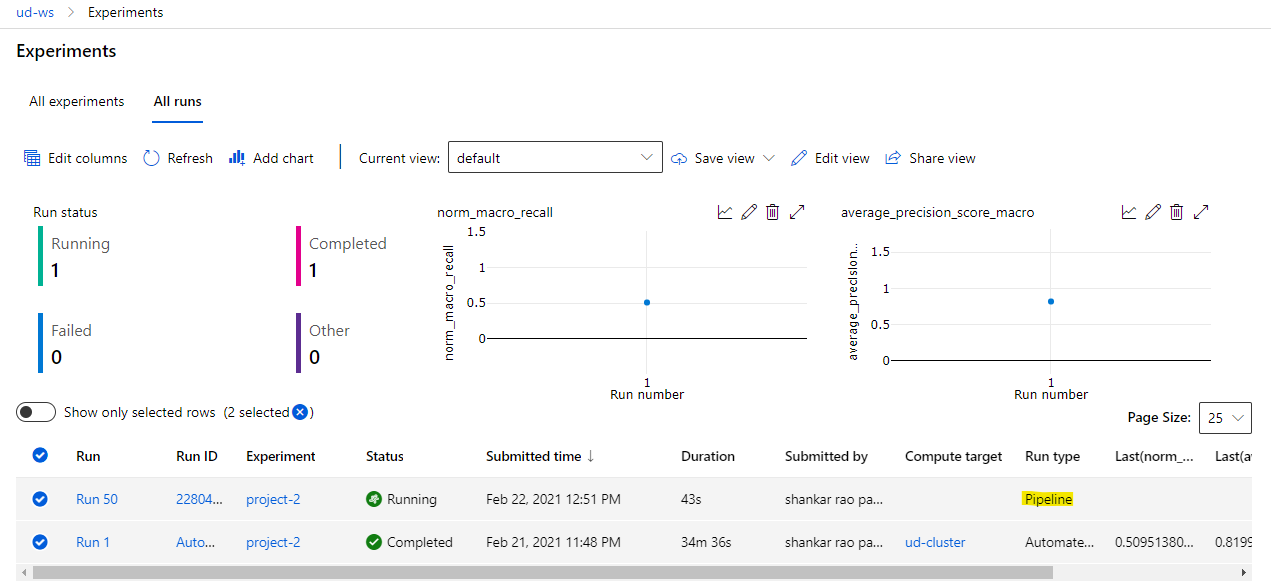 ud-ws > Experiments
Experiments
All experiments All runs
Edit columns Refresh Add chart Current view: default Save view Edit view Share view
Run status
Running
1
Completed
1
Failed
0
Other
0
norm_macro_recall
norm_macro_recall
1.5
1
0.5
0
1
Run number
average_precision_score_macro
average_precision...
1.5
1
0.5
0
1
Run number
Show only selected rows (2 selected )
Page Size: 25
Run Run ID Experiment Status Submitted time ↓ Duration Submitted by Compute target Run type Last(norm_... Last(a
Run 50 22804... project-2 Running Feb 22, 2021 12:51 PM 43s shankar rao pa... Pipeline
Run 1 Auto... project-2 Completed Feb 21, 2021 11:48 PM 34m 36s shankar rao pa... ud-cluster Automate... 0.50951380... 0.8199